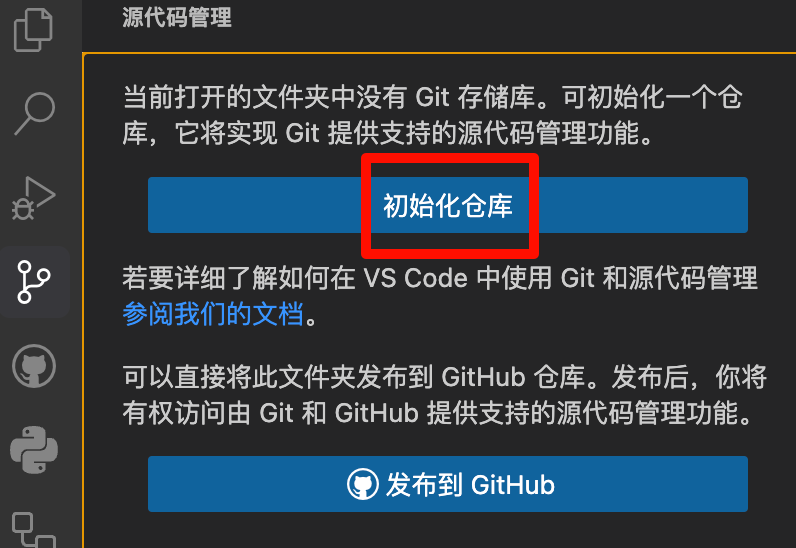 源代码管理
当前打开的文件夹中没有 Git 存储库。可初始化一个仓
库，它将实现 Git 提供支持的源代码管理功能。
初始化仓库
若要详细了解如何在 VS Code 中使用 Git 和源代码管理
参阅我们的文档。
可以直接将此文件夹发布到 GitHub 仓库。发布后，你将
有权访问由 Git 和 GitHub 提供支持的源代码管理功能。
发布到 GitHub